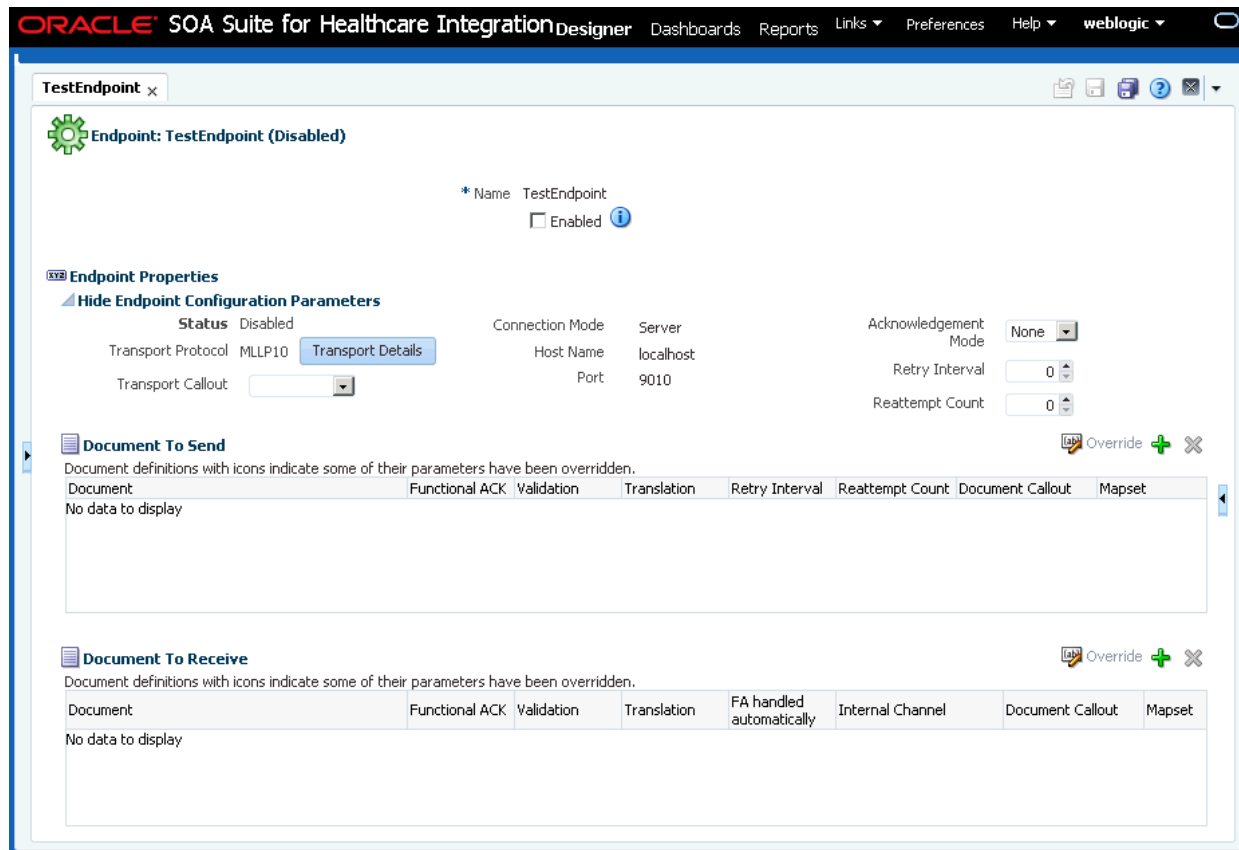 ORACLE SOA Suite for Healthcare Integration Designer Dashboards Reports Links Preferences Help weblogic
TestEndpoint x
Endpoint: TestEndpoint (Disabled)
* Name TestEndpoint
Enabled
XYZ Endpoint Properties
Hide Endpoint Configuration Parameters
Status Disabled
Transport Protocol MLLP10 Transport Details
Transport Callout
Connection Mode Server
Host Name localhost
Port 9010
Acknowledgement Mode None
Retry Interval 0
Reattempt Count 0
Document To Send
Override
Document definitions with icons indicate some of their parameters have been overridden.
Document Functional ACK Validation Translation Retry Interval Reattempt Count Document Callout Mapset
No data to display
Document To Receive
Override
Document definitions with icons indicate some of their parameters have been overridden.
Document Functional ACK Validation Translation FA handled automatically Internal Channel Document Callout Mapset
No data to display